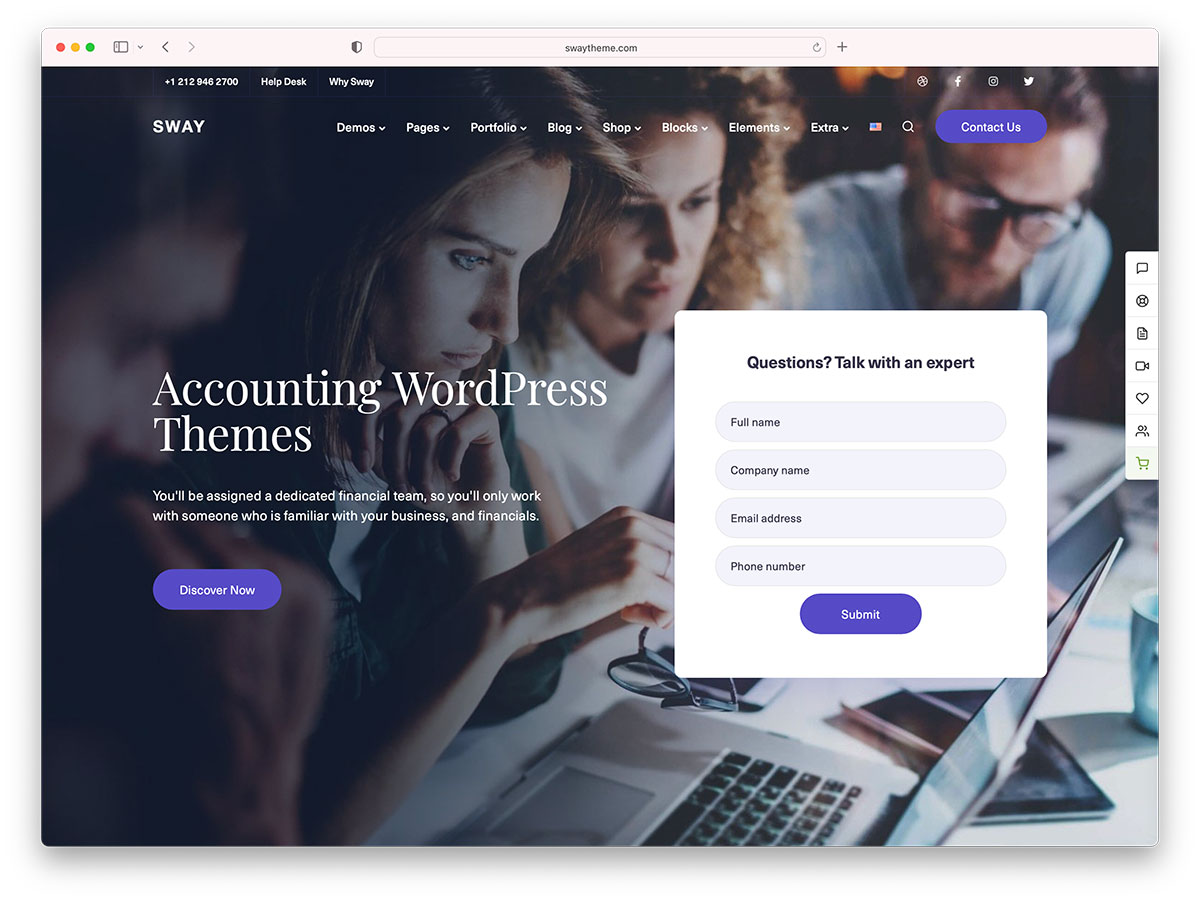 swaytheme.com
+1 212 946 2700 Help Desk Why Sway
SWAY Demos Pages Portfolio Blog Shop Blocks Elements Extra Contact Us
Accounting WordPress
Themes
You'll be assigned a dedicated financial team, so you'll only work
with someone who is familiar with your business, and financials.
Discover Now
Questions? Talk with an expert
Full name
Company name
Email address
Phone number
Submit